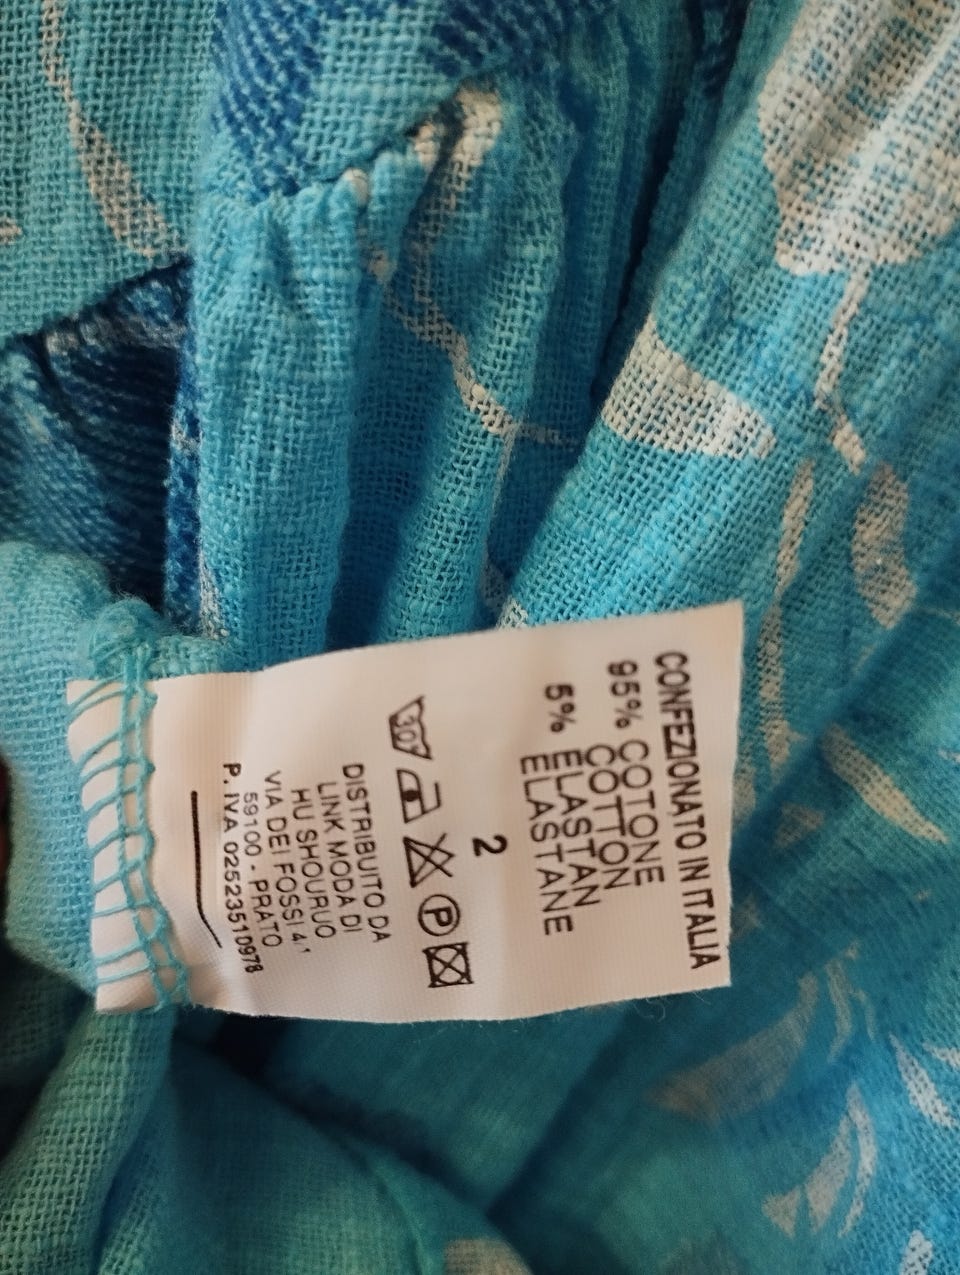 CONFEZIONATO IN ITALIA
95% COTONE
COTTON
5% ELASTAN
ELASTANE
2
30°
P
DISTRIBUITO DA
LINK MODA DI
HU SHOURUO
VIA DEI FOSSI 4/
59100 - PRATO
P. IVA 02523510978